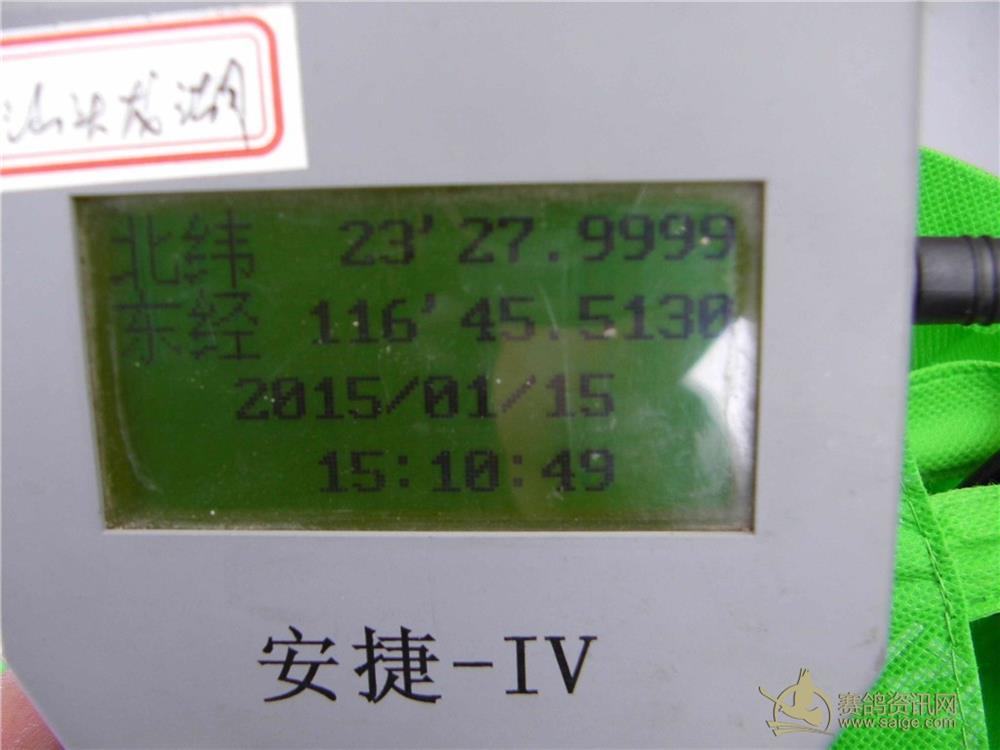 汕头龙湖
北纬 23'27.9999
东经 116'45.5130
2015/01/15
15:10:49
安捷-IV
赛鸽资讯网
www.saige.com